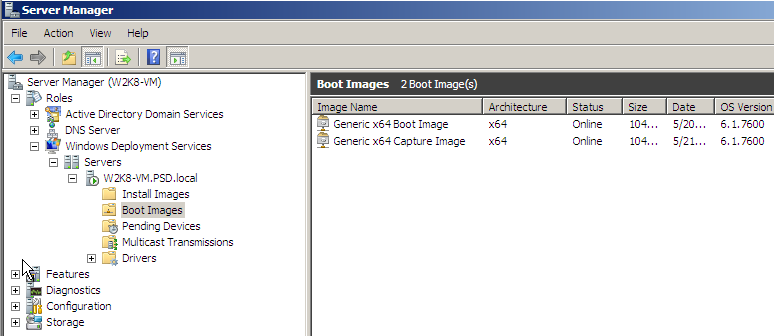 Server Manager
File Action View Help
Server Manager (W2K8-VM)
Roles
Active Directory Domain Services
DNS Server
Windows Deployment Services
Servers
W2K8-VM.PSD.local
Install Images
Boot Images
Pending Devices
Multicast Transmissions
Drivers
Features
Diagnostics
Configuration
Storage
Boot Images 2 Boot Image(s)
Image Name Architecture Status Size Date OS Version
Generic x64 Boot Image x64 Online 104... 5/20... 6.1.7600
Generic x64 Capture Image x64 Online 104... 5/21... 6.1.7600